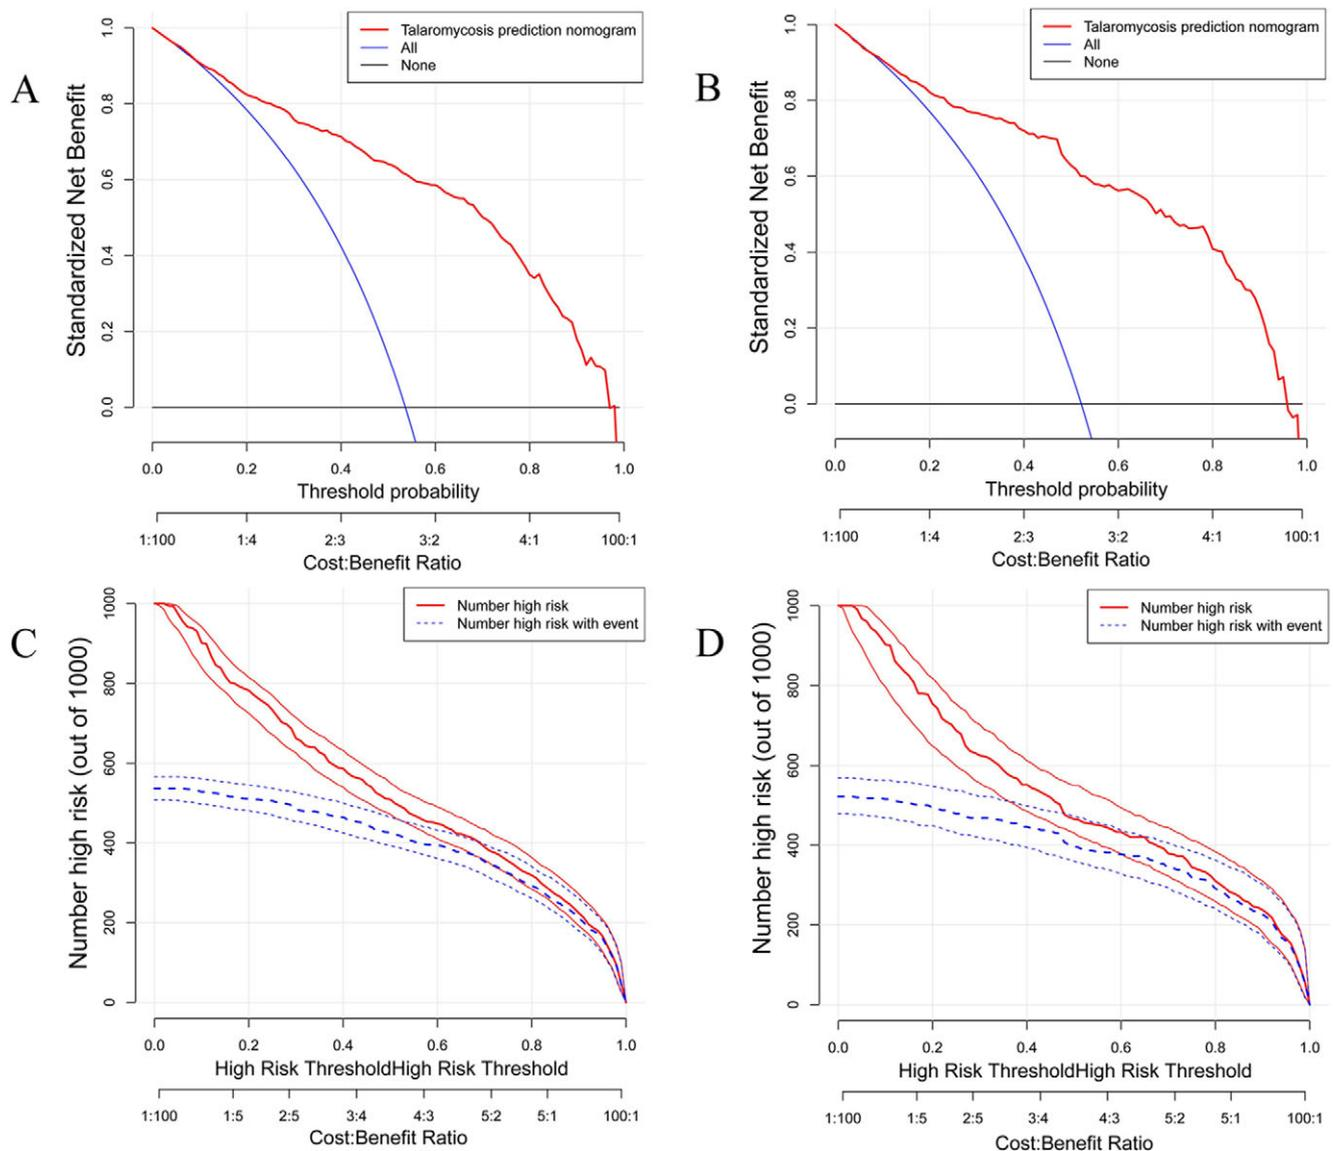 A
Talaromycosis prediction nomogram
All
None
Standardized Net Benefit
1.0
0.8
0.6
0.4
0.2
0.0
0.0 0.2 0.4 0.6 0.8 1.0
Threshold probability
1:100 1:4 2:3 3:2 4:1 100:1
Cost:Benefit Ratio
B
Talaromycosis prediction nomogram
All
None
Standardized Net Benefit
1.0
0.8
0.6
0.4
0.2
0.0
0.0 0.2 0.4 0.6 0.8 1.0
Threshold probability
1:100 1:4 2:3 3:2 4:1 100:1
Cost:Benefit Ratio
C
Number high risk
Number high risk with event
Number high risk (out of 1000)
1000
800
600
400
200
0
0.0 0.2 0.4 0.6 0.8 1.0
High Risk ThresholdHigh Risk Threshold
1:100 1:5 2:5 3:4 4:3 5:2 5:1 100:1
Cost:Benefit Ratio
D
Number high risk
Number high risk with event
Number high risk (out of 1000)
1000
800
600
400
200
0
0.0 0.2 0.4 0.6 0.8 1.0
High Risk ThresholdHigh Risk Threshold
1:100 1:5 2:5 3:4 4:3 5:2 5:1 100:1
Cost:Benefit Ratio